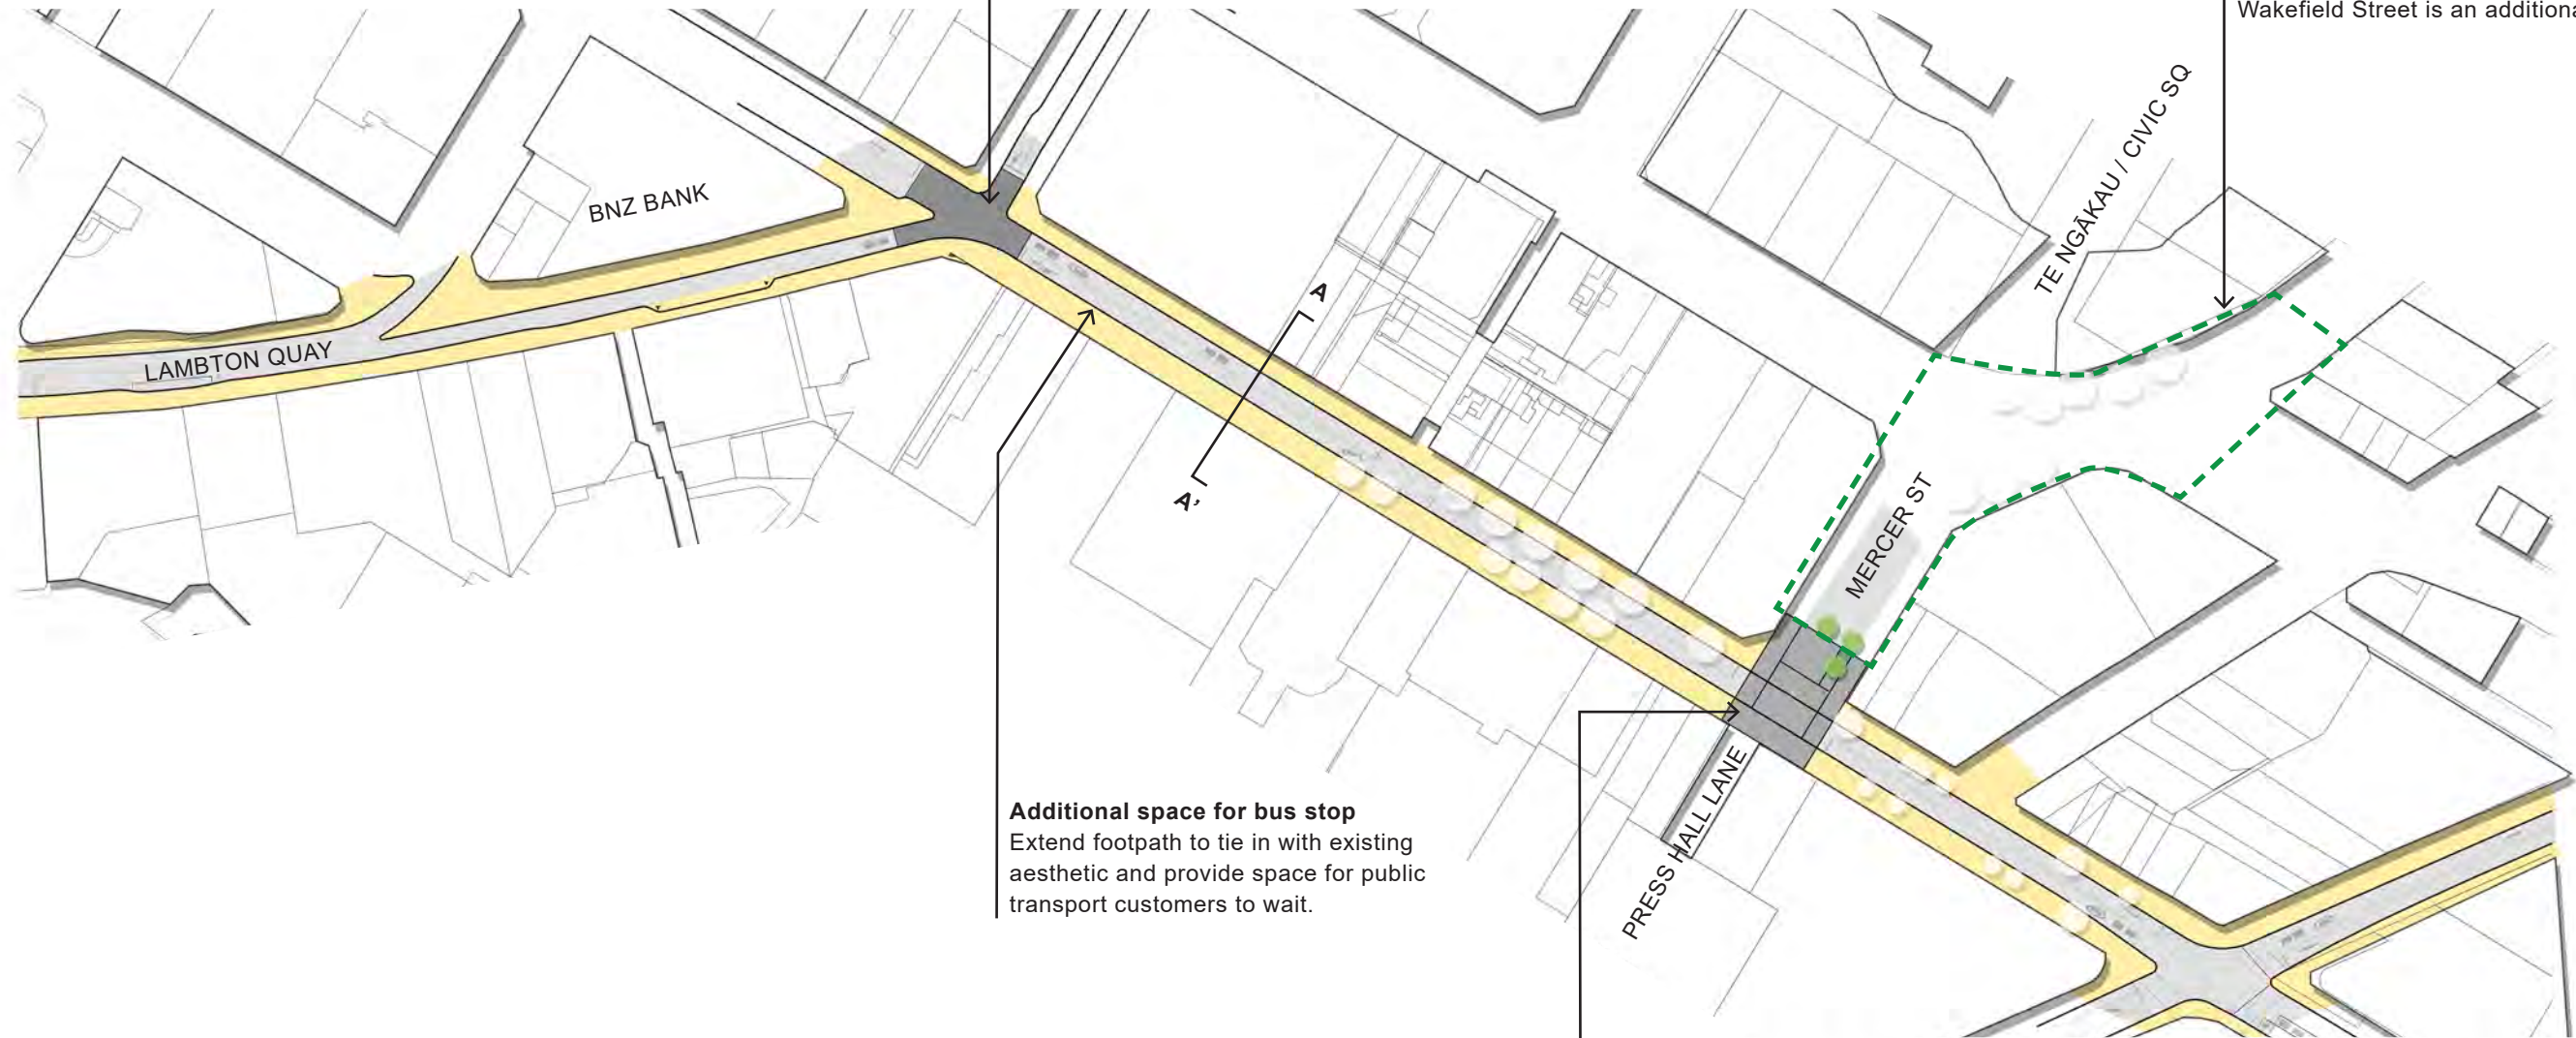 Wakefield Street is an additiona
TE NGĀKAU / CIVIC SQ
BNZ BANK
A
LAMBTON QUAY
A'
MERCER ST
PRESS HALL LANE
Additional space for bus stop
Extend footpath to tie in with existing
aesthetic and provide space for public
transport customers to wait.